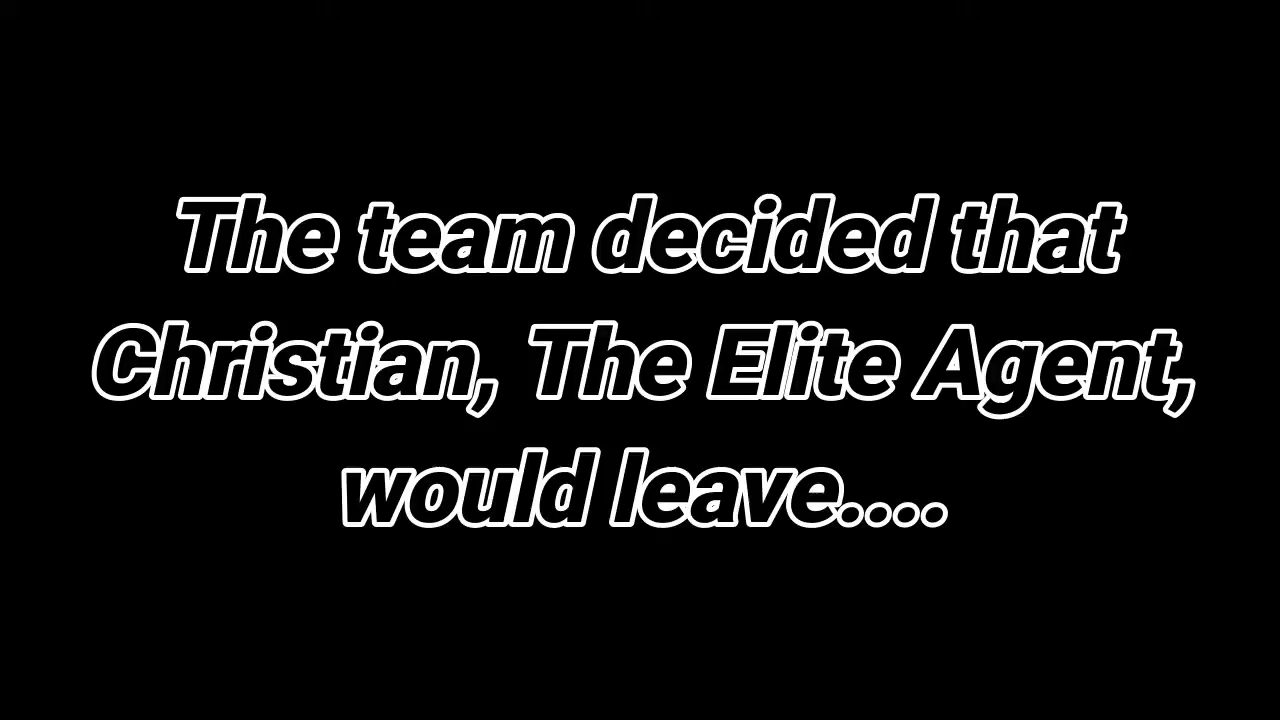 The team decided that
Christian, The Elite Agent,
would leave....